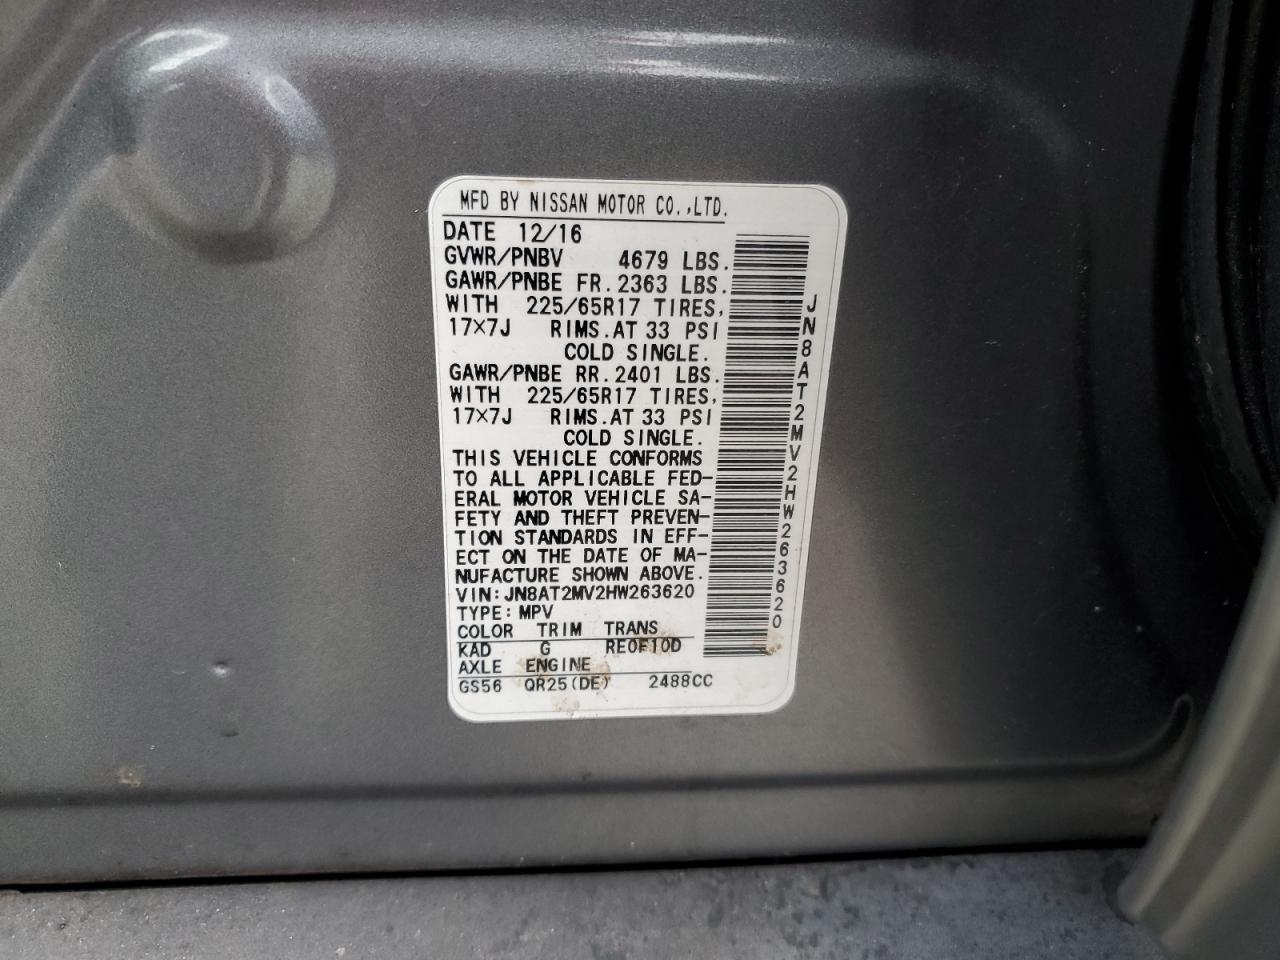 MFD BY NISSAN MOTOR CO.,LTD.
DATE 12/16
GVWR/PNBV 4679 LBS.
GAWR/PNBE FR.2363 LBS.
WITH 225/65R17 TIRES,
17×7J RIMS.AT 33 PSI
COLD SINGLE.
GAWR/PNBE RR.2401 LBS.
WITH 225/65R17 TIRES,
17×7J RIMS.AT 33 PSI
COLD SINGLE.
THIS VEHICLE CONFORMS
TO ALL APPLICABLE FED-
ERAL MOTOR VEHICLE SA-
FETY AND THEFT PREVEN-
TION STANDARDS IN EFF-
ECT ON THE DATE OF MA-
NUFACTURE SHOWN ABOVE.
VIN:JN8AT2MV2HW263620
TYPE:MPV
COLOR TRIM TRANS
KAD G RE0F10D
AXLE ENGINE
GS56 QR25(DE) 2488CC
JN8AT2MV2HW263620